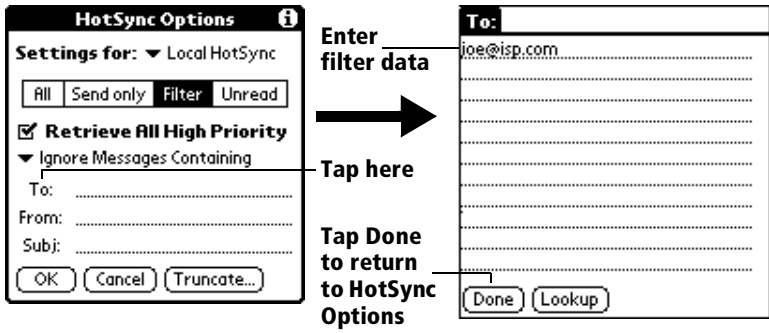 HotSync Options
Settings for: Local HotSync
All Send only Filter Unread
Retrieve All High Priority
Ignore Messages Containing
To:
From:
Subj:
OK Cancel Truncate...
Enter
filter data
Tap here
Tap Done
to return
to HotSync
Options
To:
joe@isp.com
Done Lookup